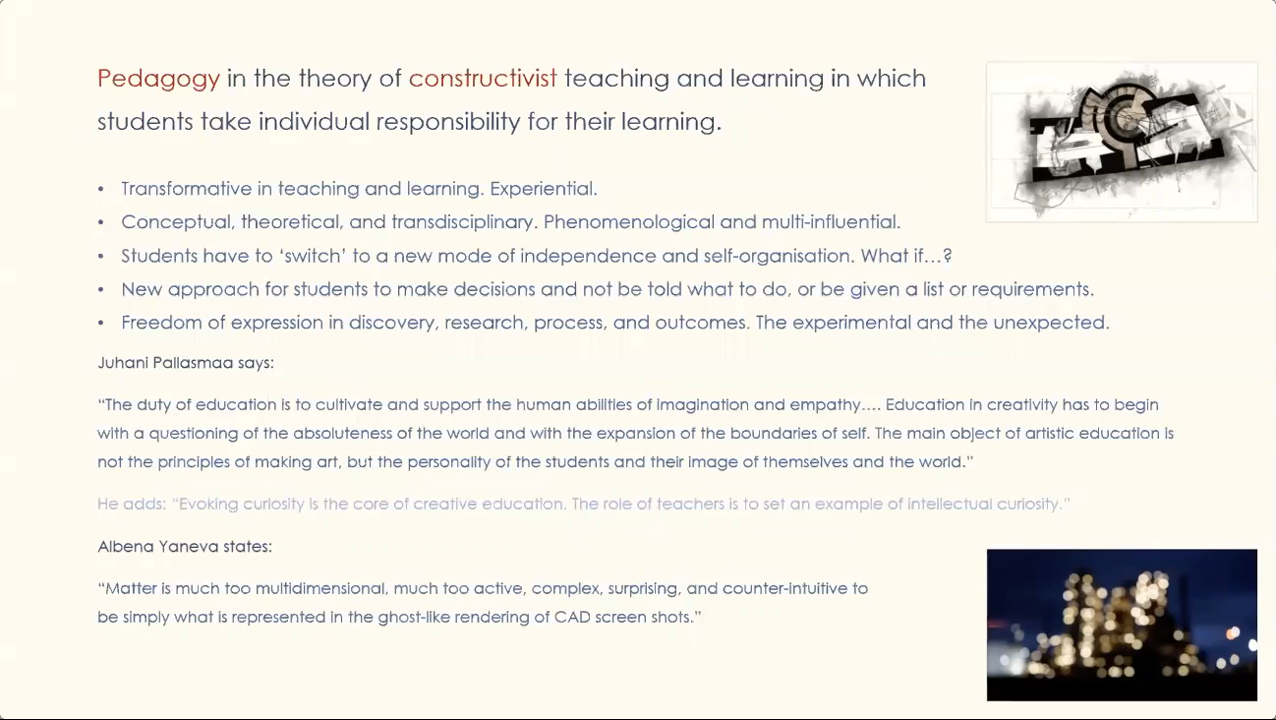 Pedagogy in the theory of constructivist teaching and learning in which
students take individual responsibility for their learning.
• Transformative in teaching and learning. Experiential.
• Conceptual, theoretical, and transdisciplinary. Phenomenological and multi-influential.
• Students have to ‘switch’ to a new mode of independence and self-organisation. What if…?
• New approach for students to make decisions and not be told what to do, or be given a list or requirements.
• Freedom of expression in discovery, research, process, and outcomes. The experimental and the unexpected.
Juhani Pallasmaa says:
“The duty of education is to cultivate and support the human abilities of imagination and empathy…. Education in creativity has to begin
with a questioning of the absoluteness of the world and with the expansion of the boundaries of self. The main object of artistic education is
not the principles of making art, but the personality of the students and their image of themselves and the world.”
He adds: “Evoking curiosity is the core of creative education. The role of teachers is to set an example of intellectual curiosity.”
Albena Yaneva states:
“Matter is much too multidimensional, much too active, complex, surprising, and counter-intuitive to
be simply what is represented in the ghost-like rendering of CAD screen shots.”